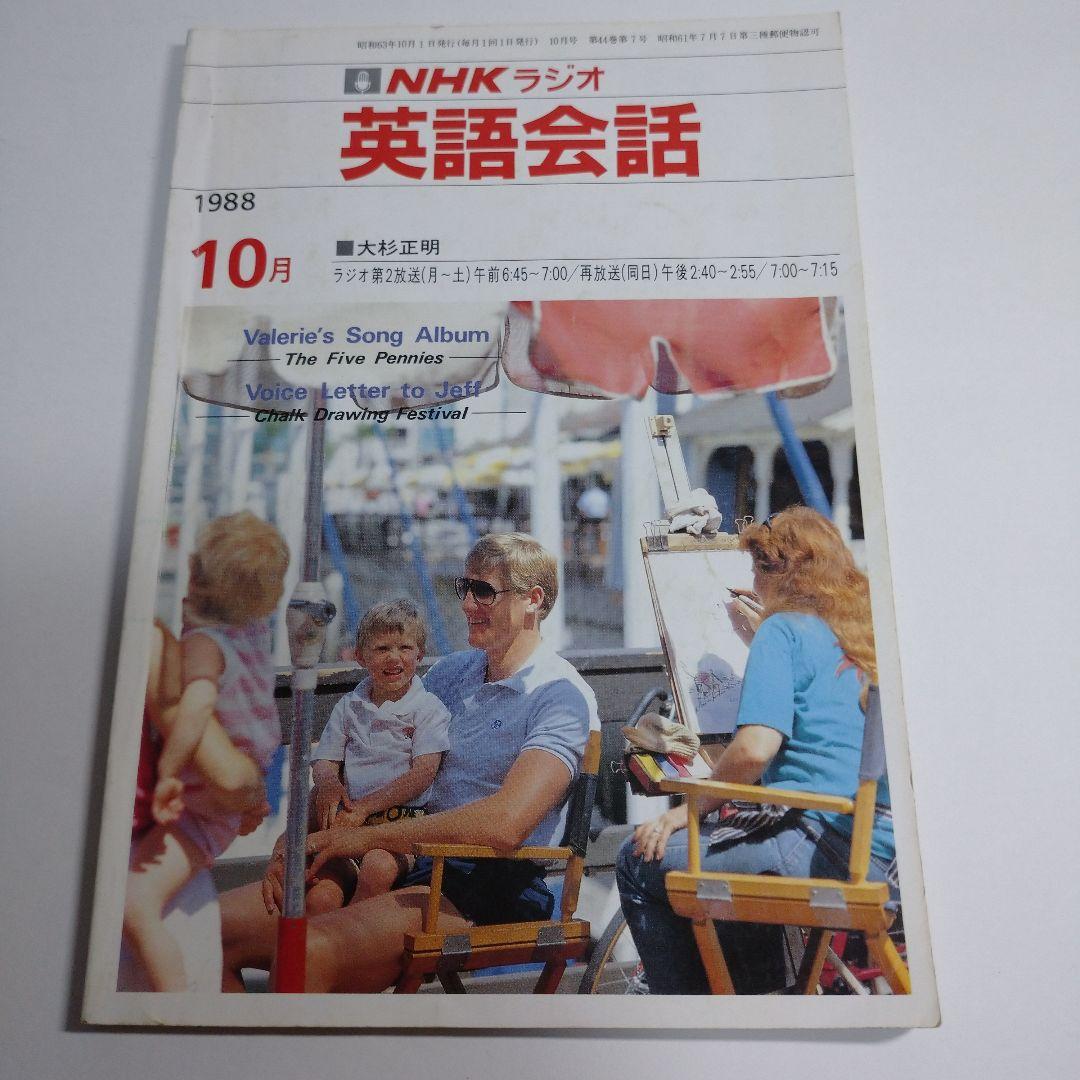 昭和63年10月1日発行(毎月1回1日発行) 10月号 第44巻第7号 昭和61年7月7日第三種郵便物認可
NHKラジオ
英語会話
1988
10月
■大杉正明
ラジオ第2放送(月～土)午前6:45～7:00/再放送(同日)午後2:40～2:55/7:00～7:15
Valerie's Song Album
The Five Pennies
Voice Letter to Jeff
Chalk Drawing Festival